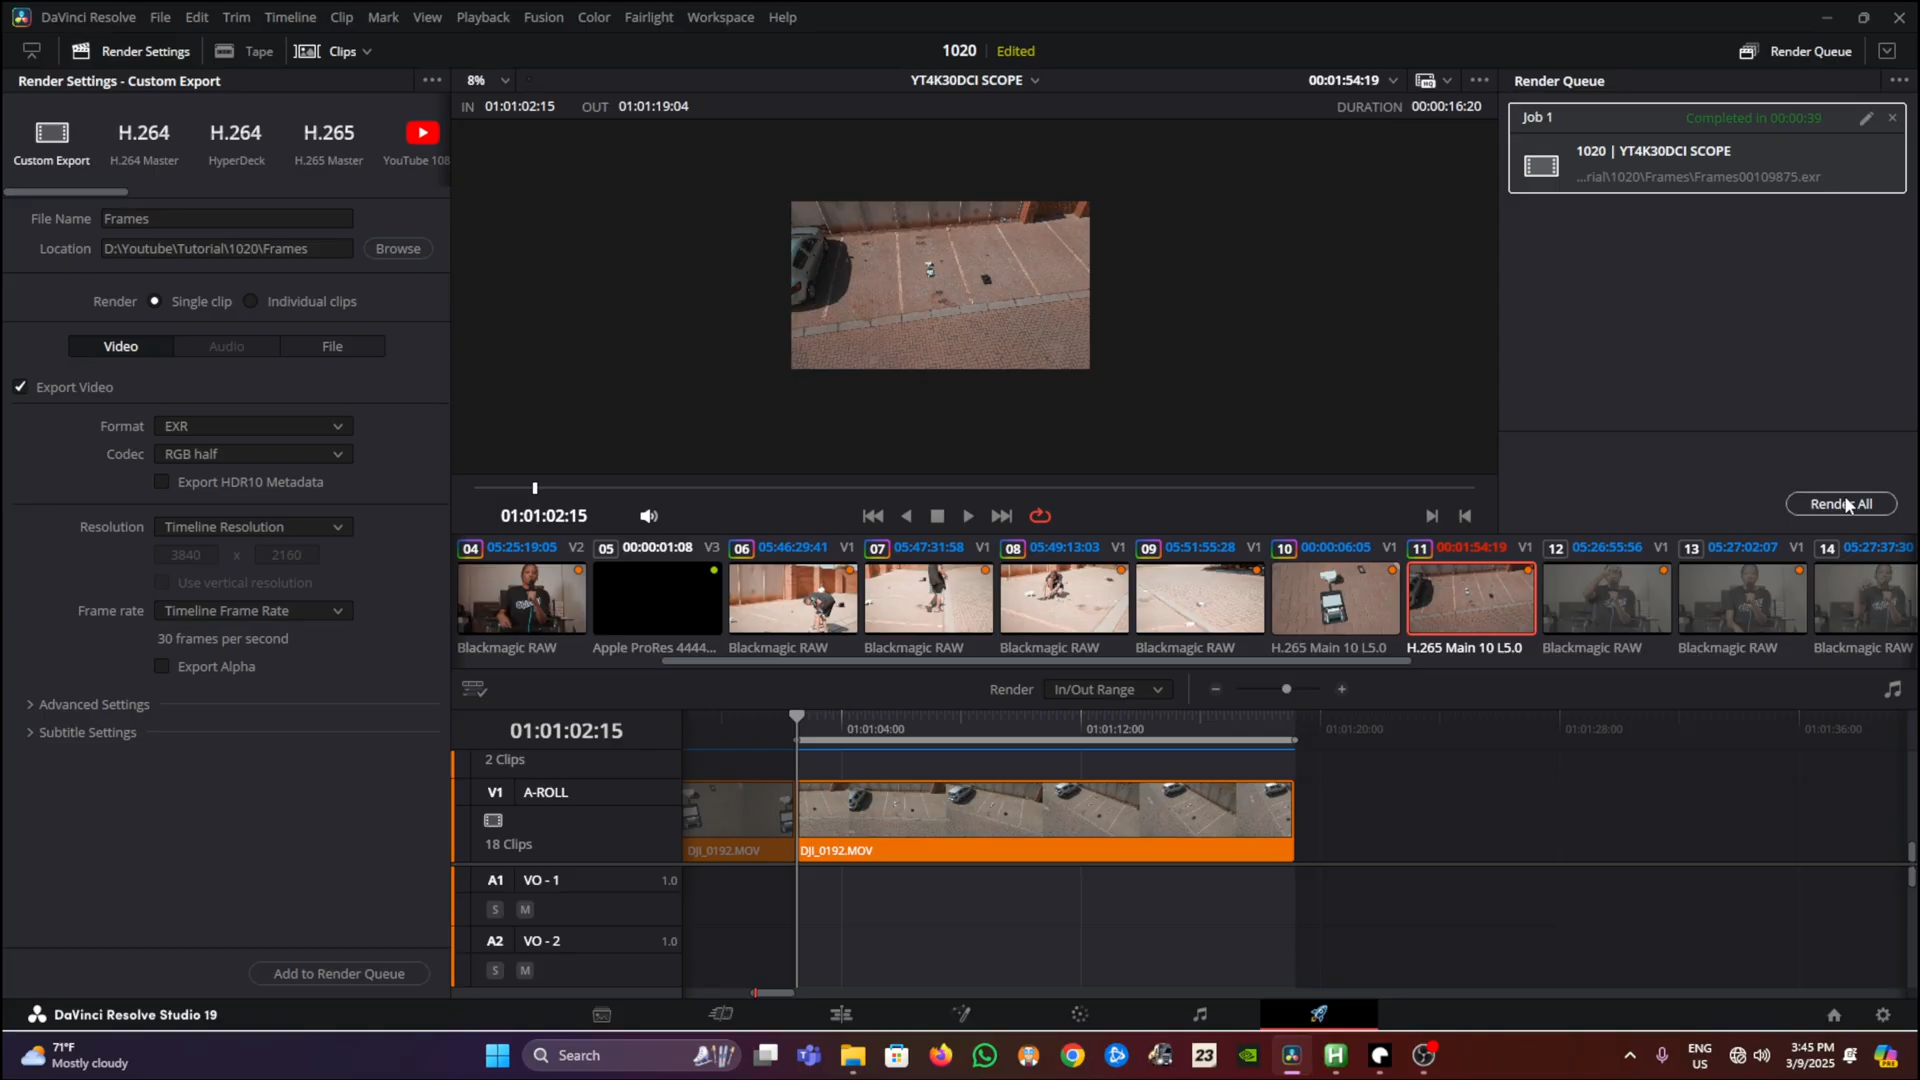 DaVinci Resolve File Edit Trim Timeline Clip Mark View Playback Fusion Color Fairlight Workspace Help
Render Settings Tape Clips 1020 Edited Render Queue
Render Settings - Custom Export 8% YT4K30DCI SCOPE 00:01:54:19 Render Queue
IN 01:01:02:15 OUT 01:01:19:04 DURATION 00:00:16:20
Job 1 Completed in 00:00:39
1020 | YT4K30DCI SCOPE
...rial\1020\Frames\Frames00109875.exr
H.264 H.264 H.265
Custom Export H.264 Master HyperDeck H.265 Master YouTube 108
File Name Frames
Location D:\Youtube\Tutorial\1020\Frames Browse
Render Single clip Individual clips
Video Audio File
Export Video
Format EXR
Codec RGB half
Export HDR10 Metadata
Resolution Timeline Resolution
3840 x 2160
Use vertical resolution
Frame rate Timeline Frame Rate
30 frames per second
Export Alpha
Advanced Settings
Subtitle Settings
Add to Render Queue
01:01:02:15
Render All
04 05:25:19:05 V2 05 00:00:01:08 V3 06 05:46:29:41 V1 07 05:47:31:58 V1 08 05:49:13:03 V1 09 05:51:55:28 V1 10 00:00:06:05 V1 11 00:01:54:19 V1 12 05:26:55:56 V1 13 05:27:02:07 V1 14 05:27:37:30
Blackmagic RAW Apple ProRes 4444... Blackmagic RAW Blackmagic RAW Blackmagic RAW Blackmagic RAW H.265 Main 10 L5.0 H.265 Main 10 L5.0 Blackmagic RAW Blackmagic RAW Blackmagic RAW
Render In/Out Range
01:01:02:15 01:01:04:00 01:01:12:00 01:01:20:00 01:01:28:00 01:01:36:00
2 Clips
V1 A-ROLL
18 Clips
DJI_0192.MOV DJI_0192.MOV
A1 VO - 1 1.0
S M
A2 VO - 2 1.0
S M
DaVinci Resolve Studio 19
71°F
Mostly cloudy
Search
23
ENG
US
3:45 PM
3/9/2025